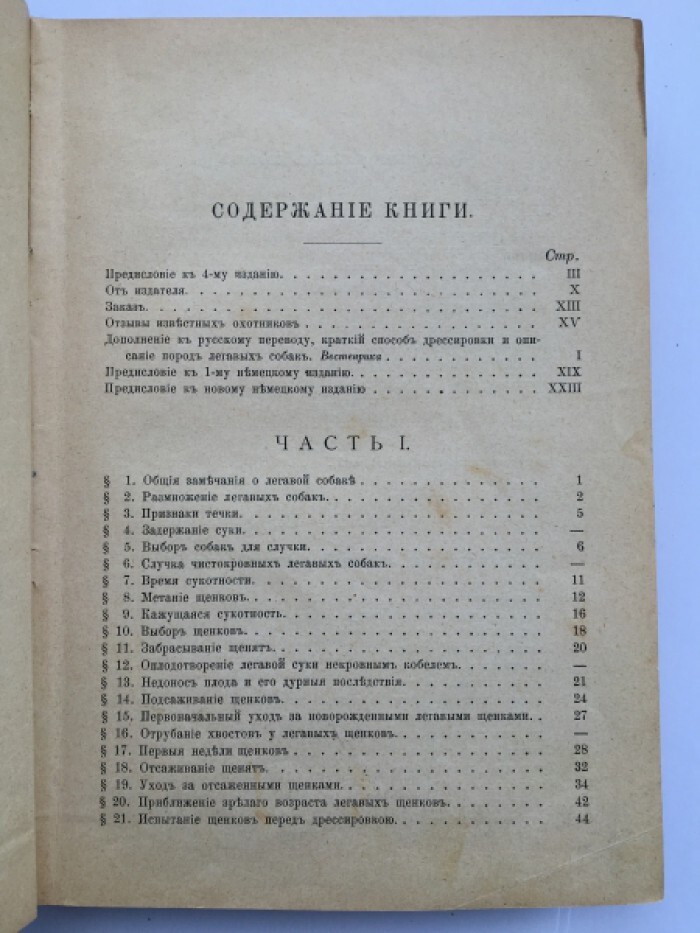 СОДЕРЖАНІЕ КНИГИ.
Стр.
Предисловіе къ 4-му изданію. III
Отъ издателя. X
Заказъ. XIII
Отзывы извѣстныхъ охотниковъ XV
Дополненіе къ русскому переводу, краткій способъ дрессировки и опи-
саніе породъ легавыхъ собакъ. I
Предисловіе къ 1-му нѣмецкому изданію. XIX
Предисловіе къ новому нѣмецкому изданію XXIII
ЧАСТЬ I.
§ 1. Общія замѣчанія о легавой собакѣ 1
§ 2. Размноженіе легавыхъ собакъ. 2
§ 3. Признаки течки. 5
§ 4. Задержаніе суки. —
§ 5. Выборъ собакъ для случки. 6
§ 6. Случка чистокровныхъ легавыхъ собакъ. —
§ 7. Время сукотности. 11
§ 8. Метаніе щенковъ. 12
§ 9. Кажущаяся сукотность. 16
§ 10. Выборъ щенковъ. 18
§ 11. Забрасываніе щенятъ. 20
§ 12. Оплодотвореніе легавой суки некровнымъ кобелемъ. —
§ 13. Недоносъ плода и его дурныя послѣдствія. 21
§ 14. Подсаживаніе щенковъ. 24
§ 15. Первоначальный уходъ за новорожденными легавыми щенками. 27
§ 16. Отрубаніе хвостовъ у легавыхъ щенковъ. —
§ 17. Первыя недѣли щенковъ 28
§ 18. Отсаживаніе щенятъ. 32
§ 19. Уходъ за отсаженными щенками. 34
§ 20. Приближеніе зрѣлаго возраста легавыхъ щенковъ. 42
§ 21. Испытаніе щенковъ передъ дрессировкою. 44